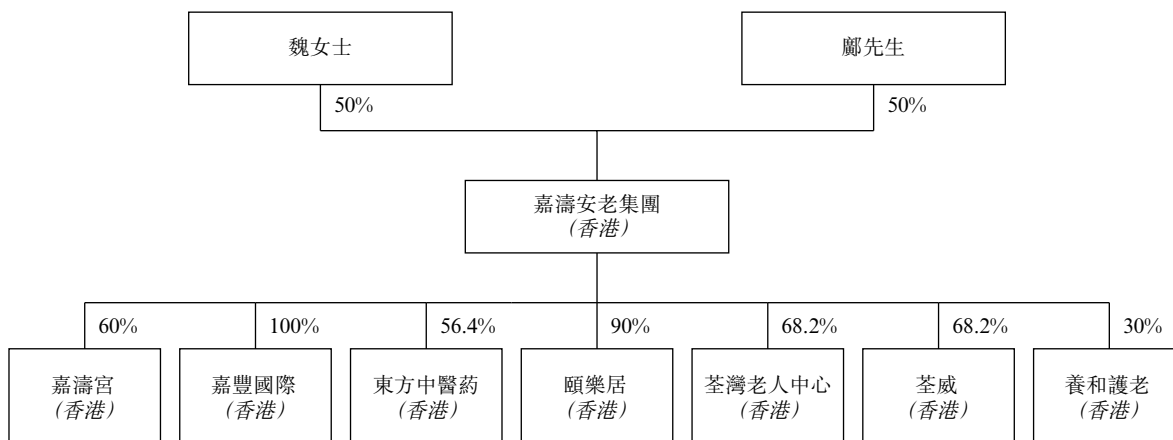 魏女士
鄺先生
50%
50%
嘉濤安老集團
（香港）
60%
100%
56.4%
90%
68.2%
68.2%
30%
嘉濤宮
（香港）
嘉豐國際
（香港）
東方中醫葯
（香港）
頤樂居
（香港）
荃灣老人中心
（香港）
荃威
（香港）
養和護老
（香港）